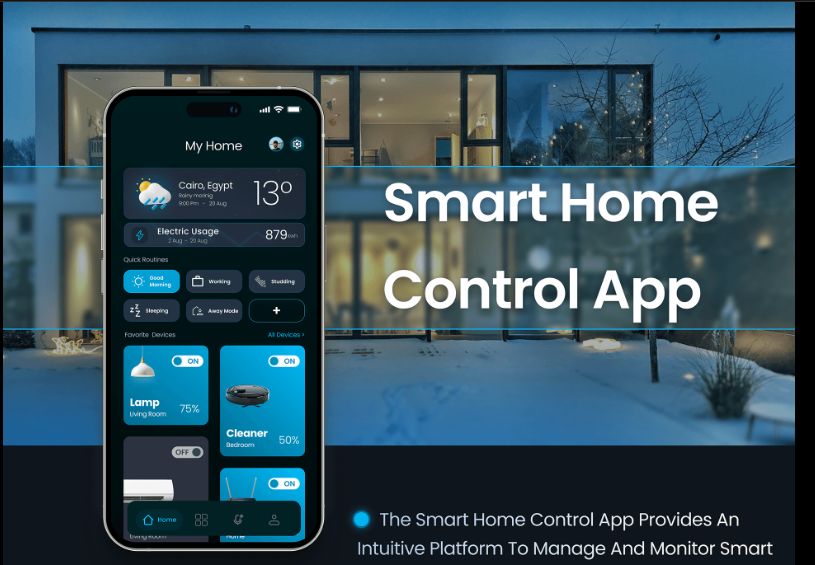 My Home
Cairo, Egypt
Rainy morinig
9:00 Pm - 20 Aug
13°
Electric Usage
2 Aug - 20 Aug
879
Quick Routines
Good
Morning
Working
Studding
Sleeping
Away Mode
+
Favorite Devices
All Devices >
ON
Lamp
Living Room
75%
ON
Cleaner
Bedroom
50%
OFF
Living Room
ON
Home
Home
Smart Home
Control App
The Smart Home Control App Provides An
Intuitive Platform To Manage And Monitor Smart